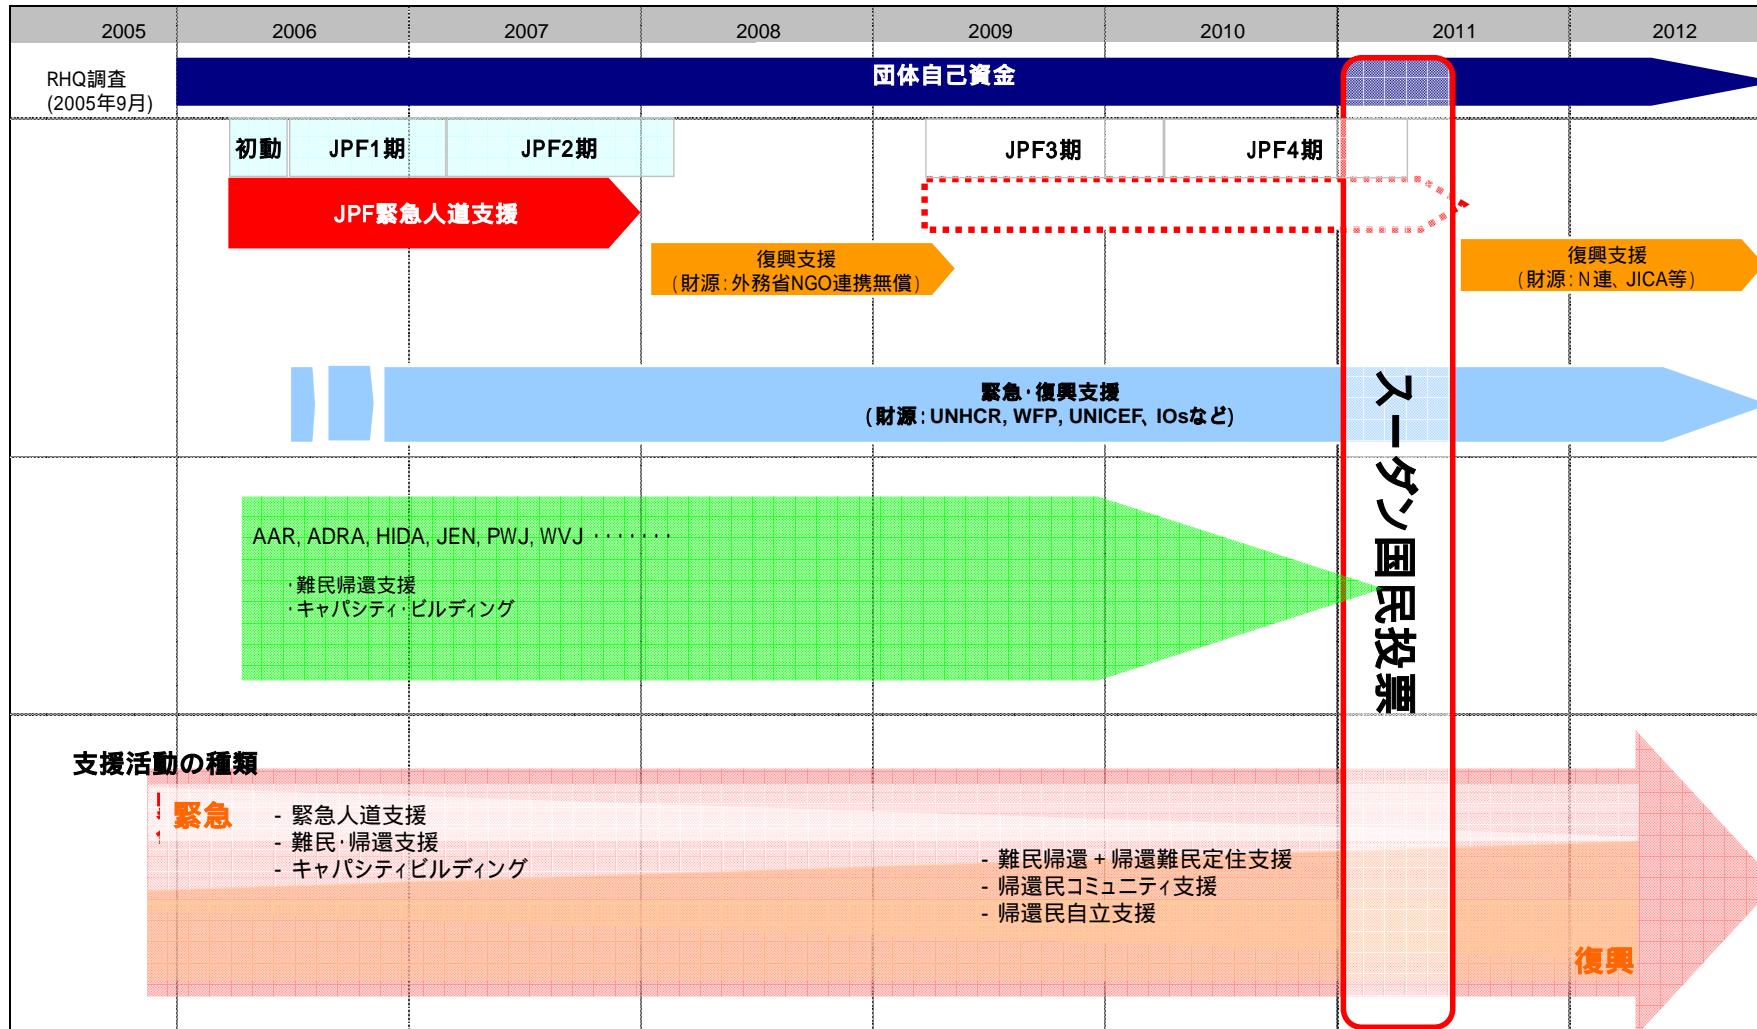 2005 2006 2007 2008 2009 2010 2011 2012
RHQ調査
(2005年9月)
団体自己資金
初動 JPF1期 JPF2期 JPF3期 JPF4期
JPF緊急人道支援
復興支援
(財源:外務省NGO連携無償)
復興支援
(財源:N連、JICA等)
緊急・復興支援
(財源:UNHCR, WFP, UNICEF、IOsなど)
スーダン国民投票
AAR, ADRA, HIDA, JEN, PWJ, WVJ ・・・・・・・
・難民帰還支援
・キャパシティ・ビルディング
支援活動の種類
緊急
- 緊急人道支援
- 難民・帰還支援
- キャパシティビルディング
- 難民帰還+帰還難民定住支援
- 帰還民コミュニティ支援
- 帰還民自立支援
復興